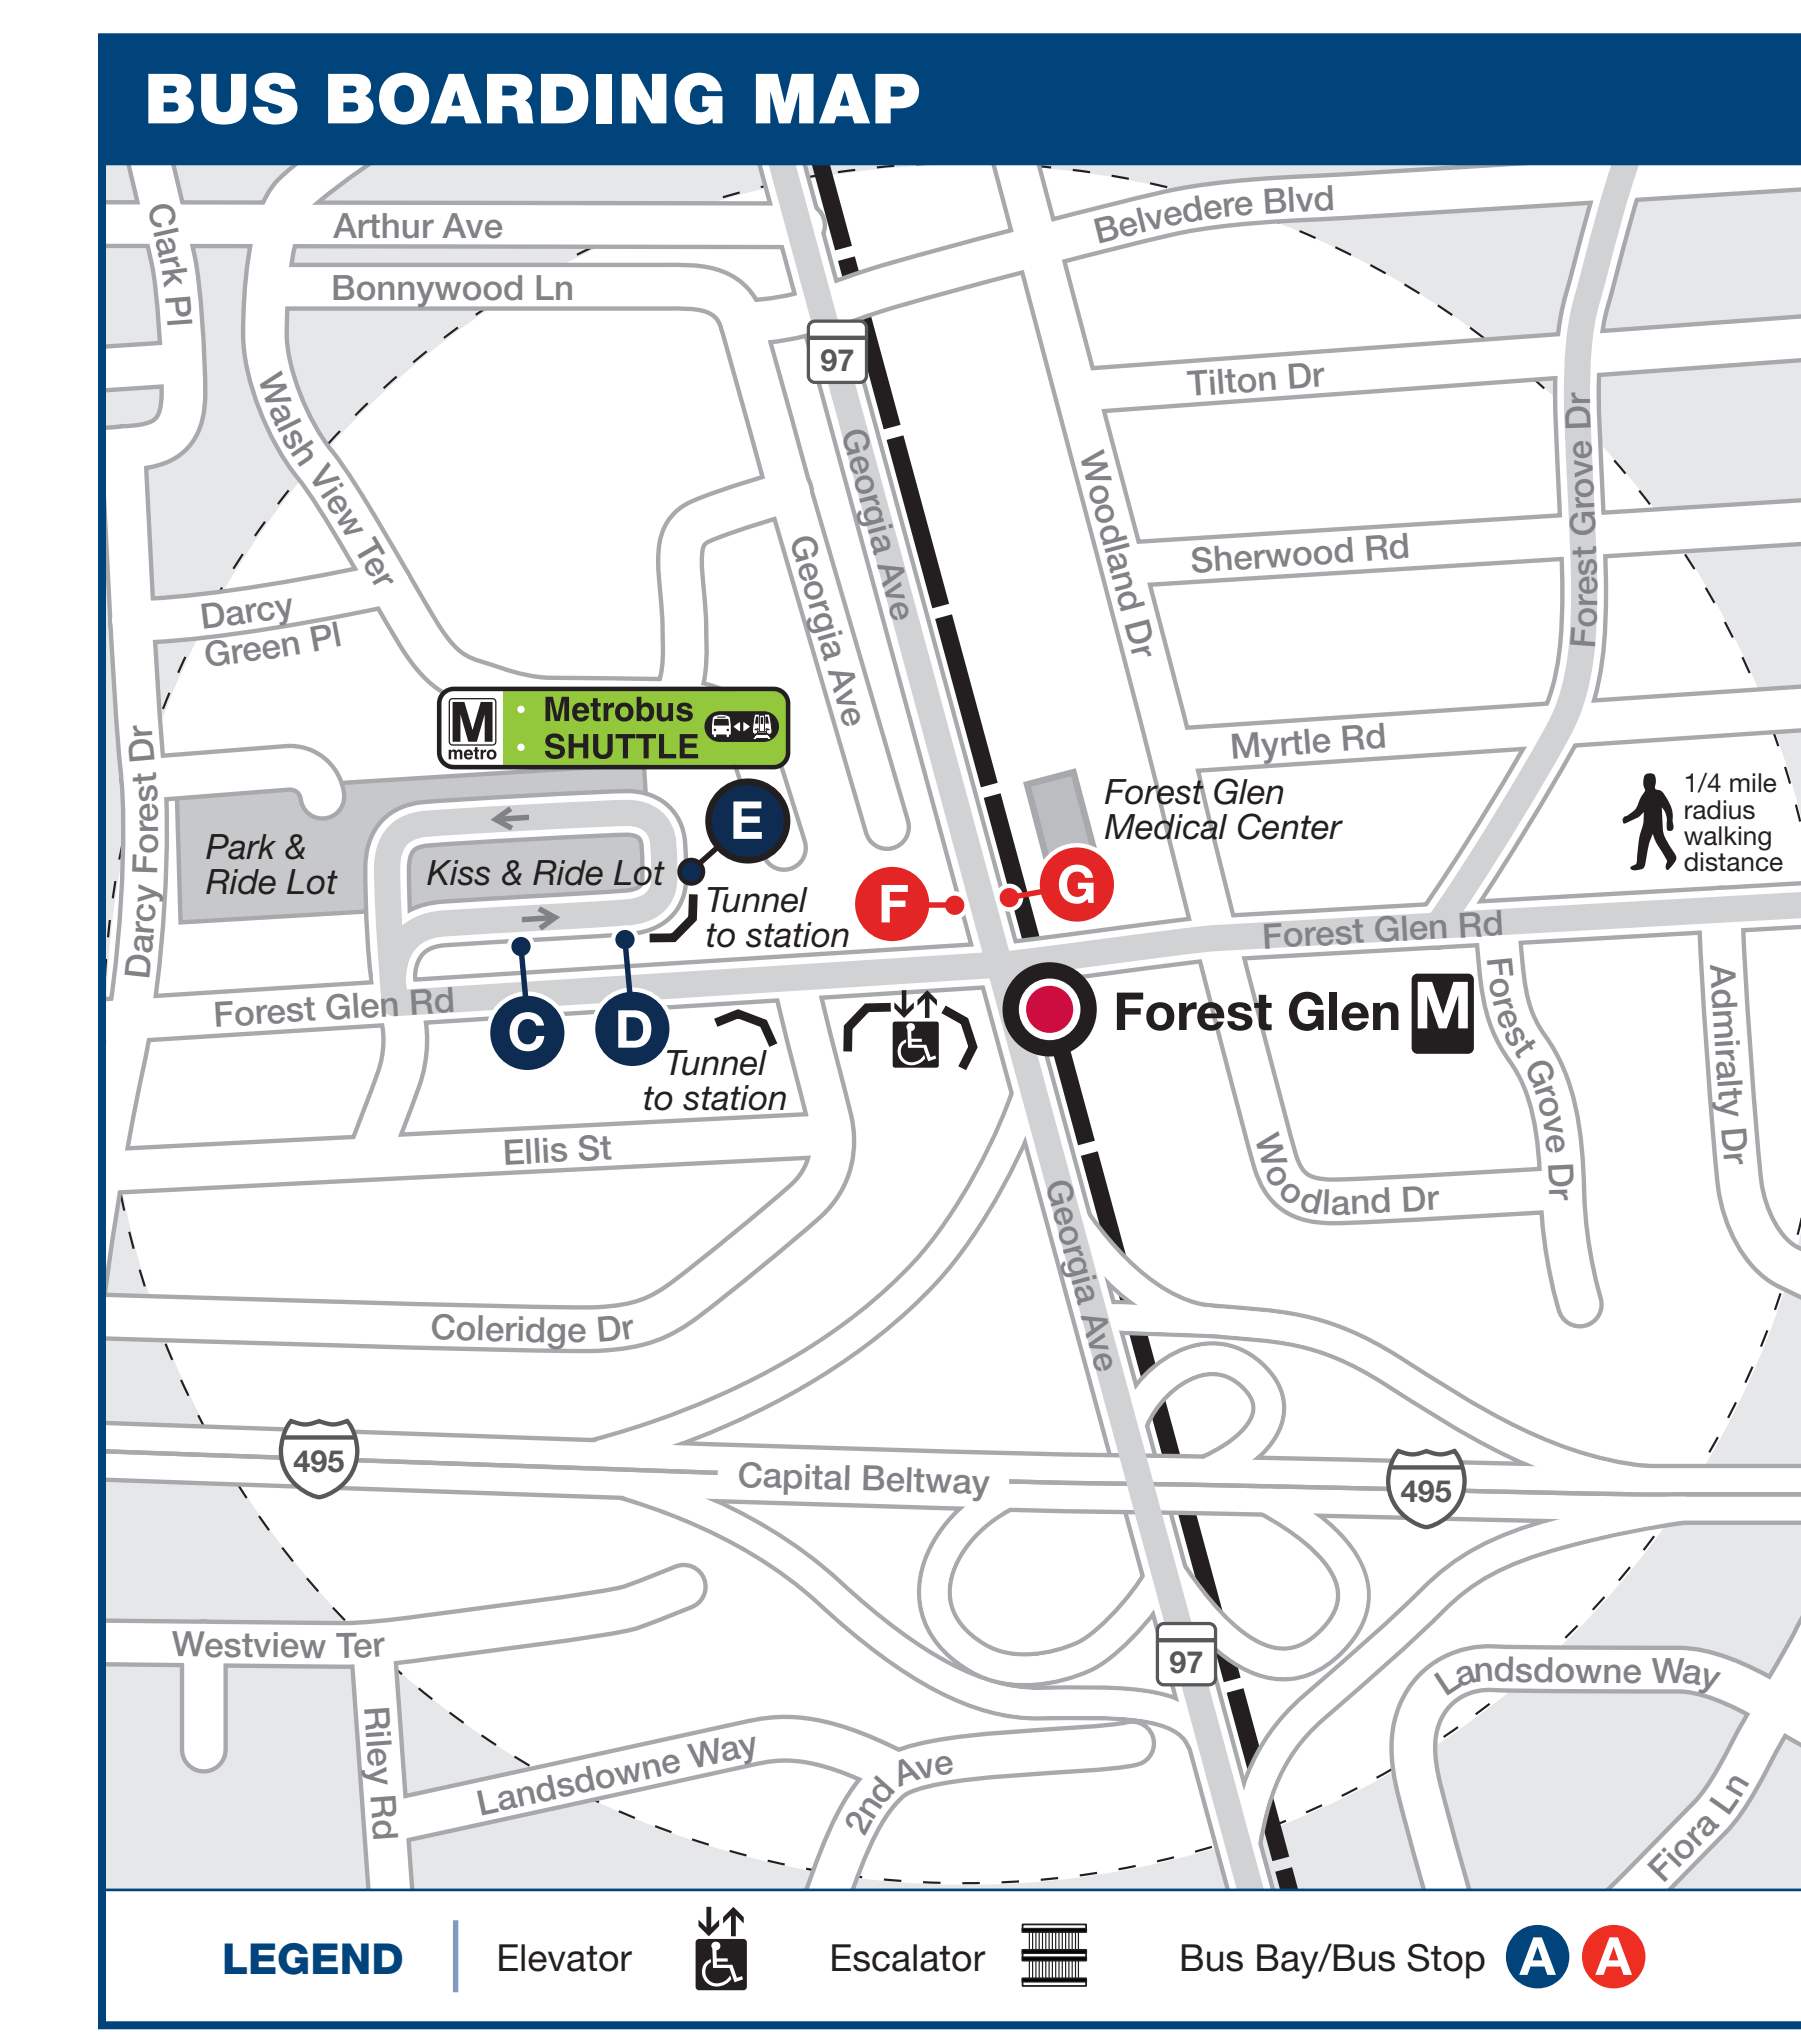 BUS BOARDING MAP
Clark Pl
Arthur Ave
Belvedere Blvd
Bonnywood Ln
97
Tilton Dr
Walsh View Ter
Georgia Ave
Woodland Dr
Forest Grove Dr
Georgia Ave
Sherwood Rd
Darcy
Green Pl
M
metro
• Metrobus
• SHUTTLE
Myrtle Rd
Darcy Forest Dr
Forest Glen
Medical Center
1/4 mile
radius
walking
distance
E
Park &
Ride Lot
Kiss & Ride Lot
F
G
Tunnel
to station
Forest Glen Rd
Forest Glen Rd
C
D
Forest Glen M
Tunnel
to station
Forest Grove Dr
Admiralty Dr
Ellis St
Woodland Dr
Georgia Ave
Coleridge Dr
495
Capital Beltway
495
Westview Ter
97
Landsdowne Way
Riley Rd
Landsdowne Way
2nd Ave
Fiora Ln
LEGEND
Elevator
Escalator
Bus Bay/Bus Stop A A